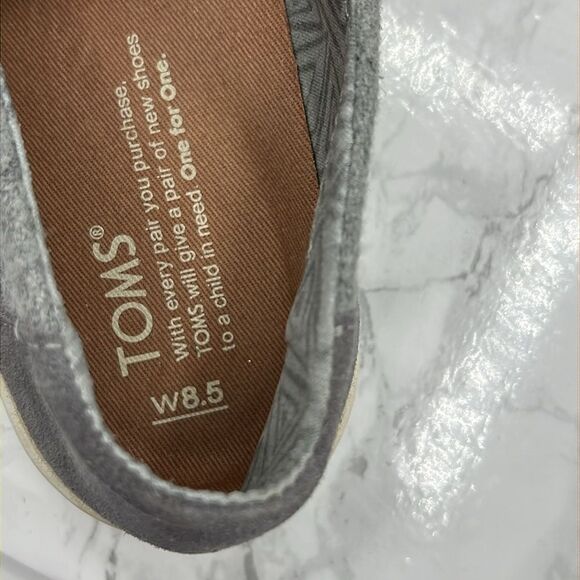 TOMS®
With every pair you purchase,
TOMS will give a pair of new shoes
to a child in need. One for One.
W8.5